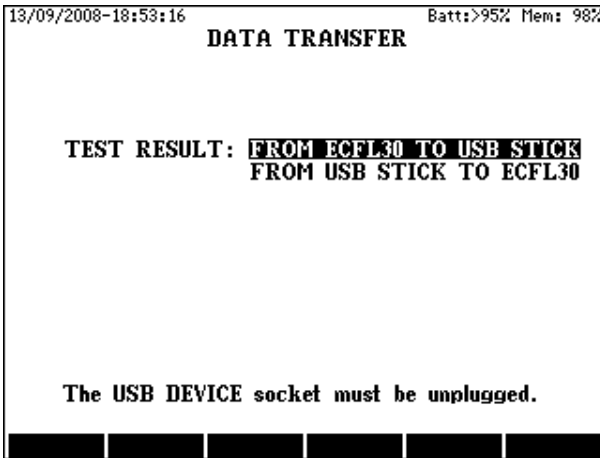 13/09/2008-18:53:16 Batt:>95% Mem: 98%
DATA TRANSFER
TEST RESULT: FROM ECFL30 TO USB STICK
FROM USB STICK TO ECFL30
The USB DEVICE socket must be unplugged.